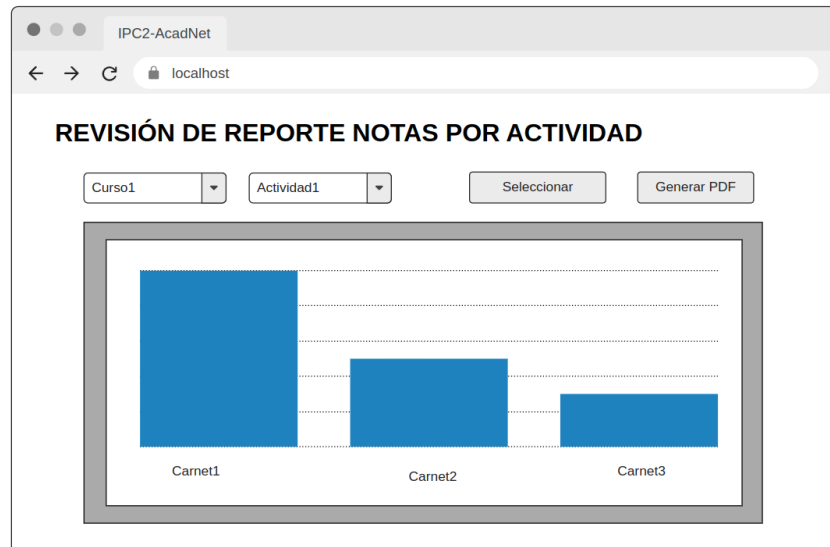 IPC2-AcadNet
localhost
REVISIÓN DE REPORTE NOTAS POR ACTIVIDAD
Curso1 Actividad1 Seleccionar Generar PDF
Carnet1 Carnet2 Carnet3